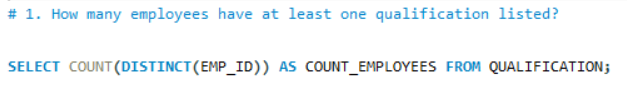 # 1. How many employees have at least one qualification listed?
SELECT COUNT(DISTINCT(EMP_ID)) AS COUNT_EMPLOYEES FROM QUALIFICATION;